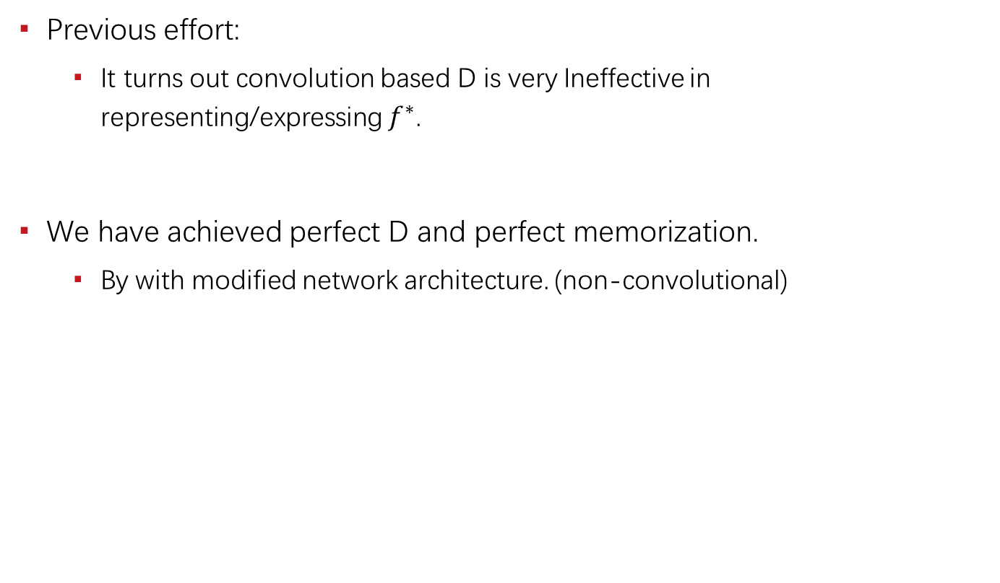 ▪ Previous effort:
▪ It turns out convolution based D is very Ineffective in
representing/expressing f*.
▪ We have achieved perfect D and perfect memorization.
▪ By with modified network architecture. (non-convolutional)